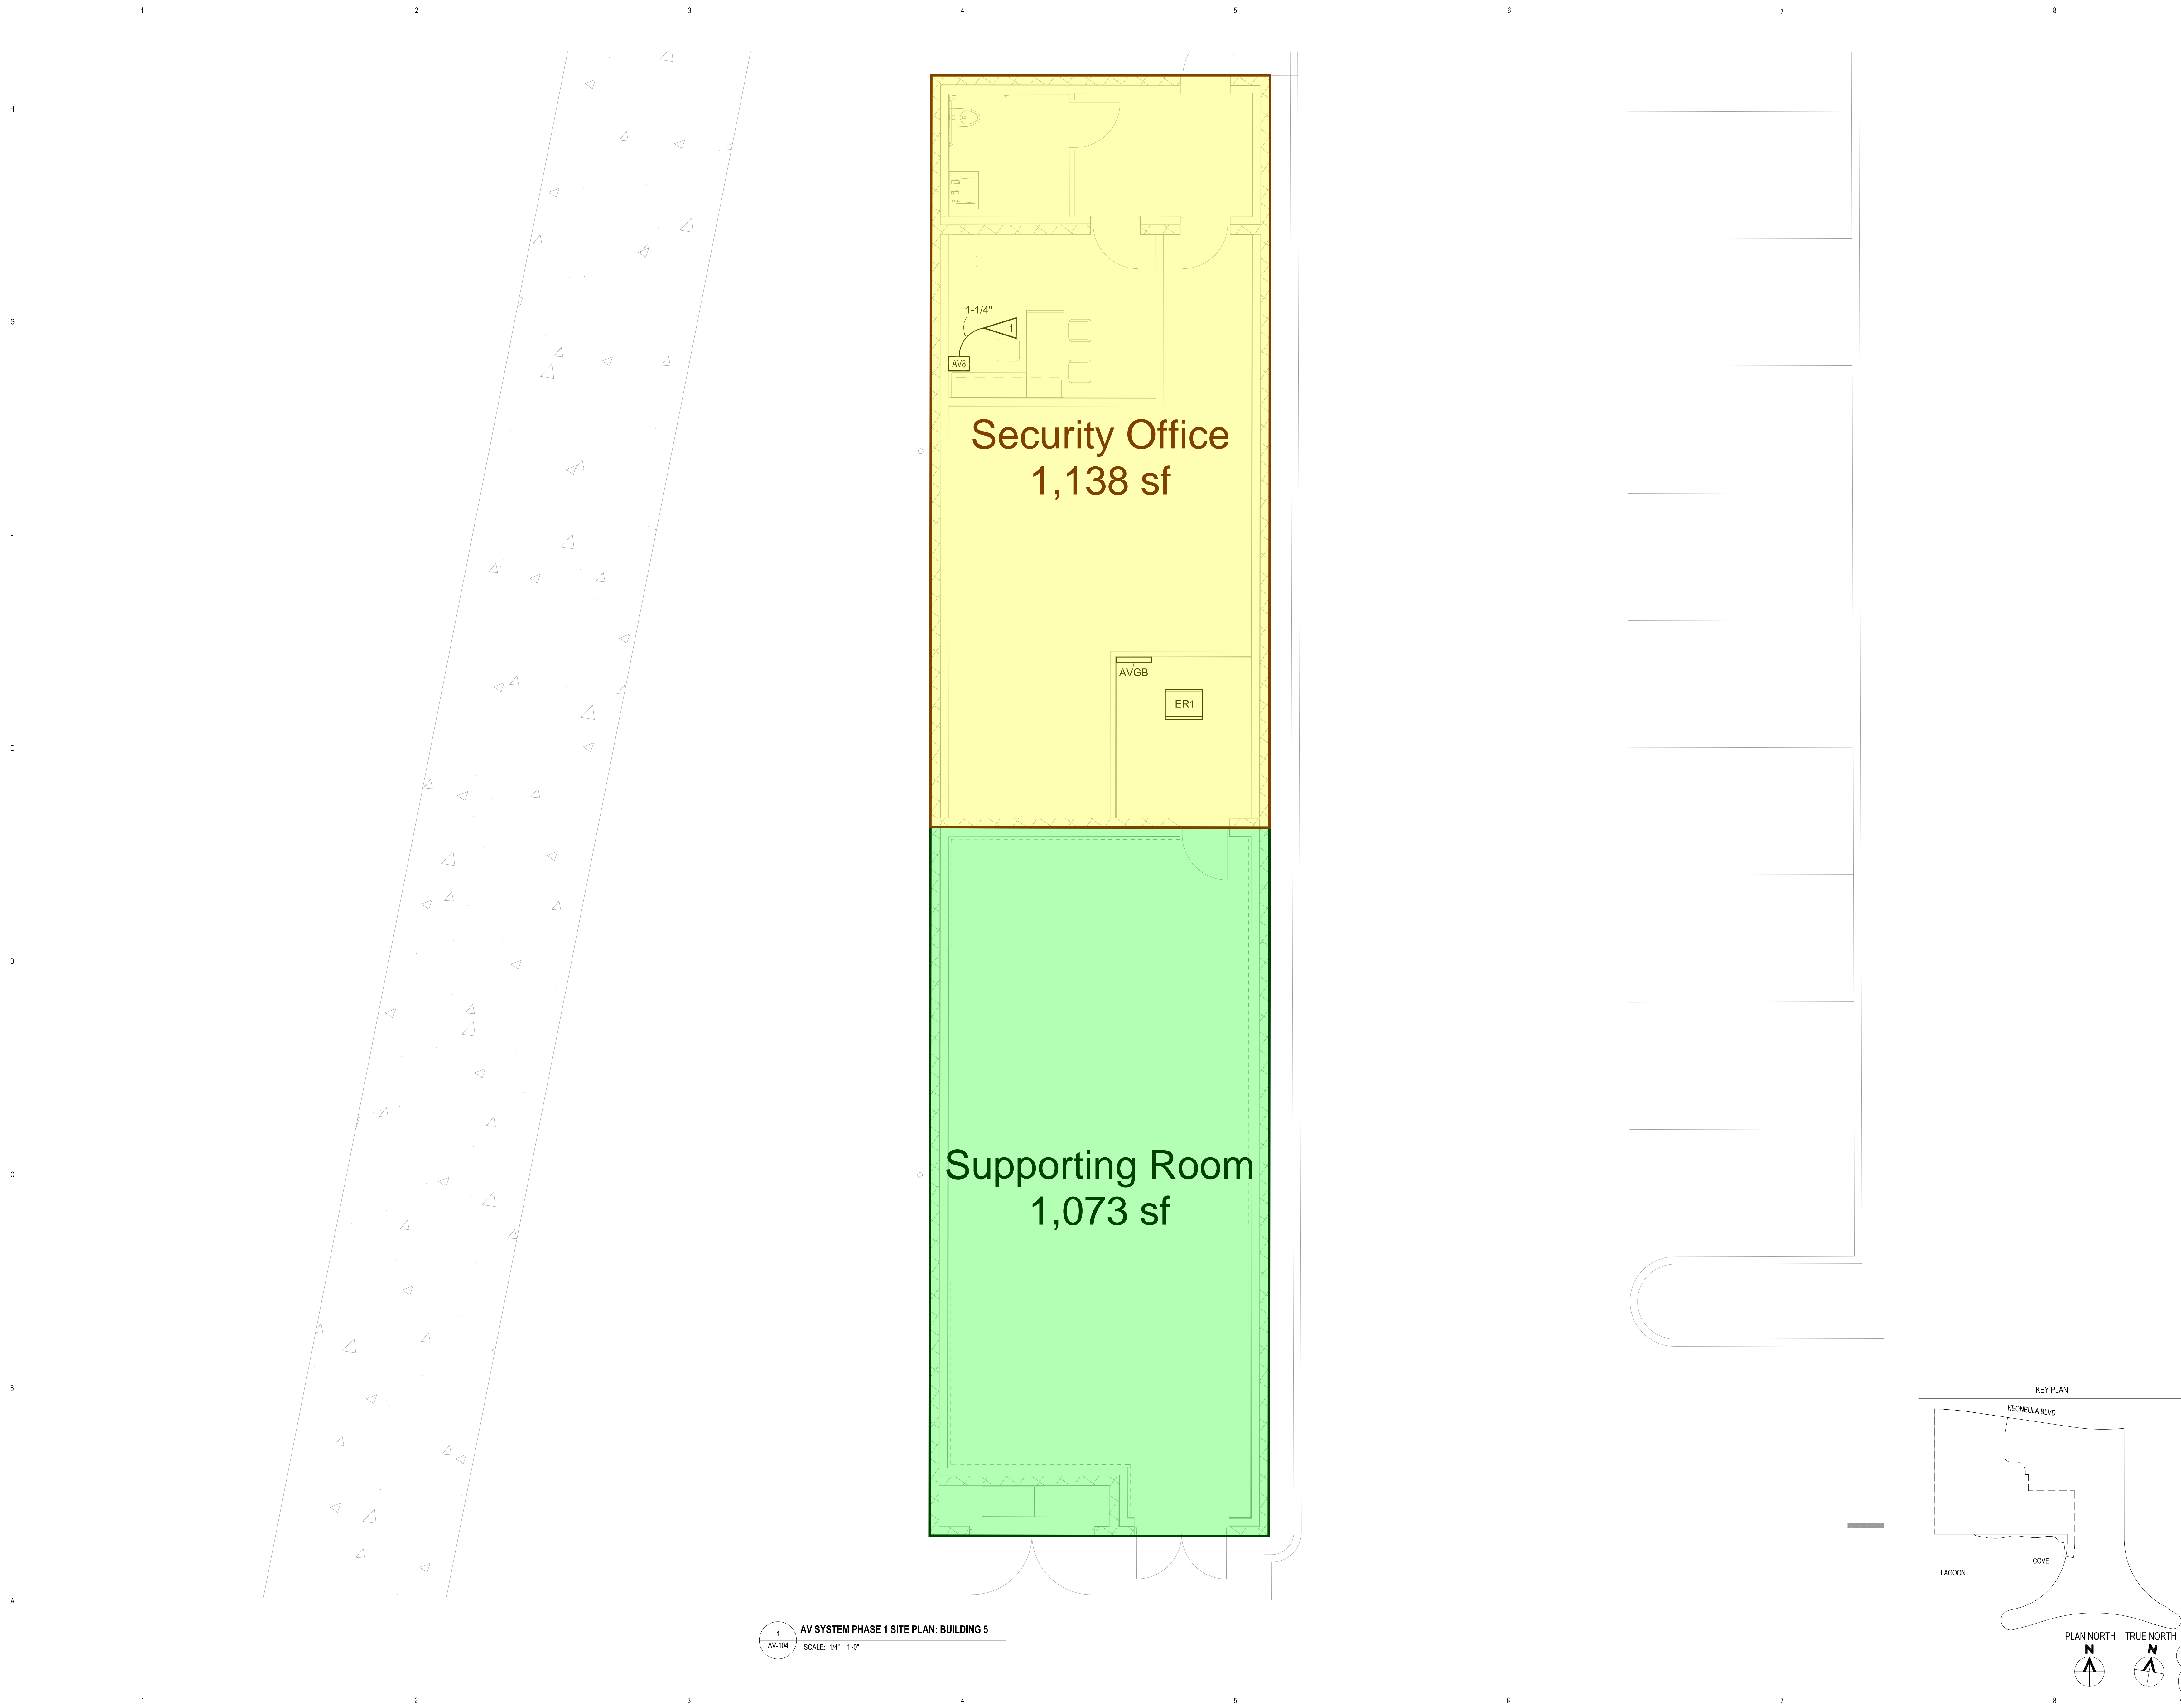 1 2 3 4 5 6 7 8
H
G
F
E
D
C
B
A
1-1/4"
1
AV8
Security Office
1,138 sf
AVGB
ER1
Supporting Room
1,073 sf
KEY PLAN
KEONEULA BLVD
COVE
LAGOON
1
AV-104
AV SYSTEM PHASE 1 SITE PLAN: BUILDING 5
SCALE: 1/4" = 1'-0"
PLAN NORTH TRUE NORTH
N N
1 2 3 4 5 6 7 8